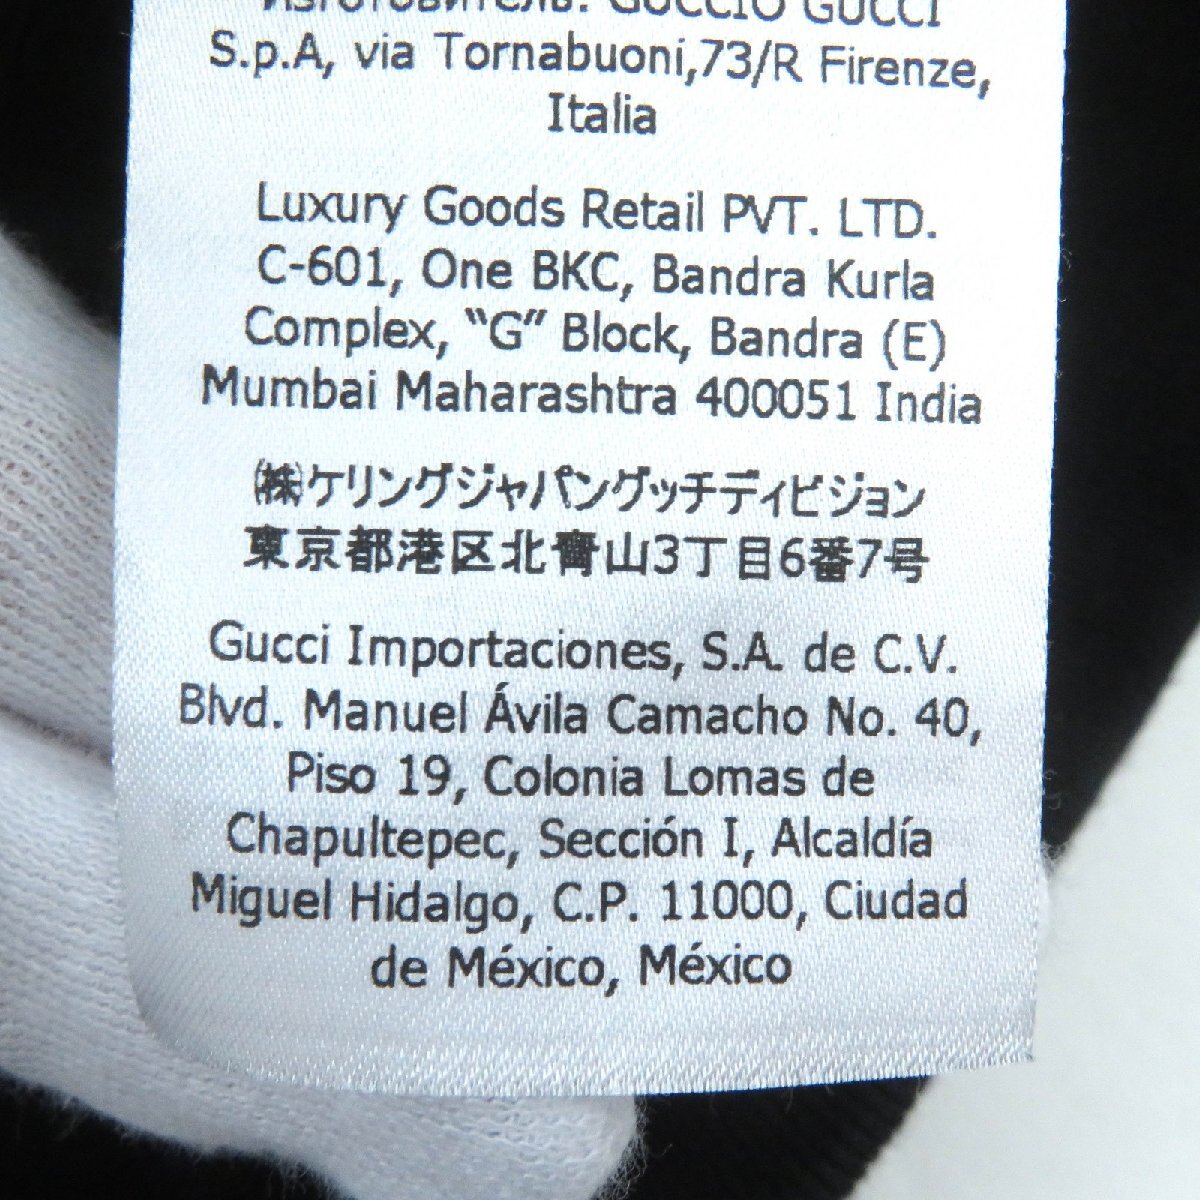 Изготовитель: GUCCIO GUCCI
S.p.A, via Tornabuoni,73/R Firenze,
Italia
Luxury Goods Retail PVT. LTD.
C-601, One BKC, Bandra Kurla
Complex, “G” Block, Bandra (E)
Mumbai Maharashtra 400051 India
㈱ケリングジャパングッチディビジョン
東京都港区北青山3丁目6番7号
Gucci Importaciones, S.A. de C.V.
Blvd. Manuel Ávila Camacho No. 40,
Piso 19, Colonia Lomas de
Chapultepec, Sección I, Alcaldía
Miguel Hidalgo, C.P. 11000, Ciudad
de México, México